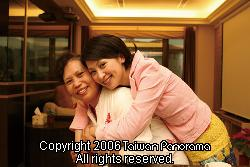 Copyright 2006 Taiwan Panorama
All rights reserved.